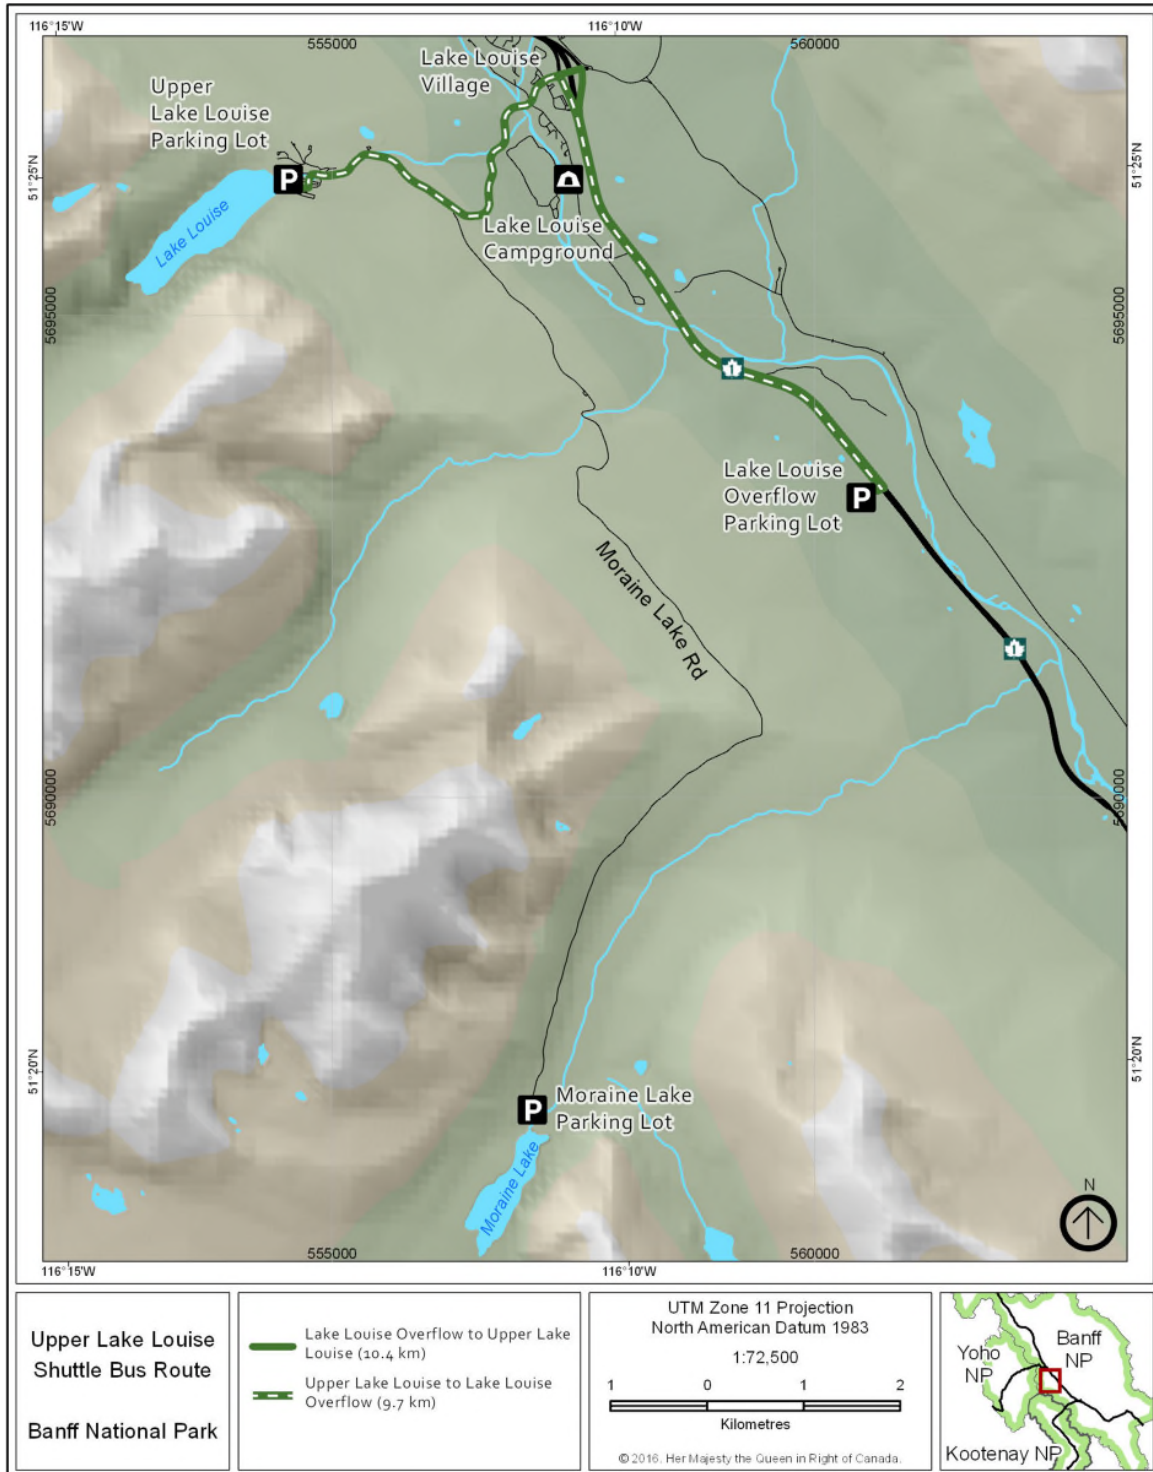 116°15'W
116°10'W
555000
560000
Lake Louise
Village
Upper
Lake Louise
Parking Lot
P
51°25'N
51°25'N
Lake Louise
Lake Louise
Campground
5695000
5695000
1
Lake Louise
Overflow
Parking Lot
P
Moraine Lake Rd
1
5690000
5690000
51°20'N
51°20'N
P
Moraine Lake
Parking Lot
Moraine Lake
N
555000
560000
116°15'W
116°10'W
Upper Lake Louise
Shuttle Bus Route
Banff National Park
Lake Louise Overflow to Upper Lake
Louise (10.4 km)
Upper Lake Louise to Lake Louise
Overflow (9.7 km)
UTM Zone 11 Projection
North American Datum 1983
1:72,500
1 0 1 2
Kilometres
© 2016. Her Majesty the Queen in Right of Canada.
Yoho
NP
Banff
NP
Kootenay NP